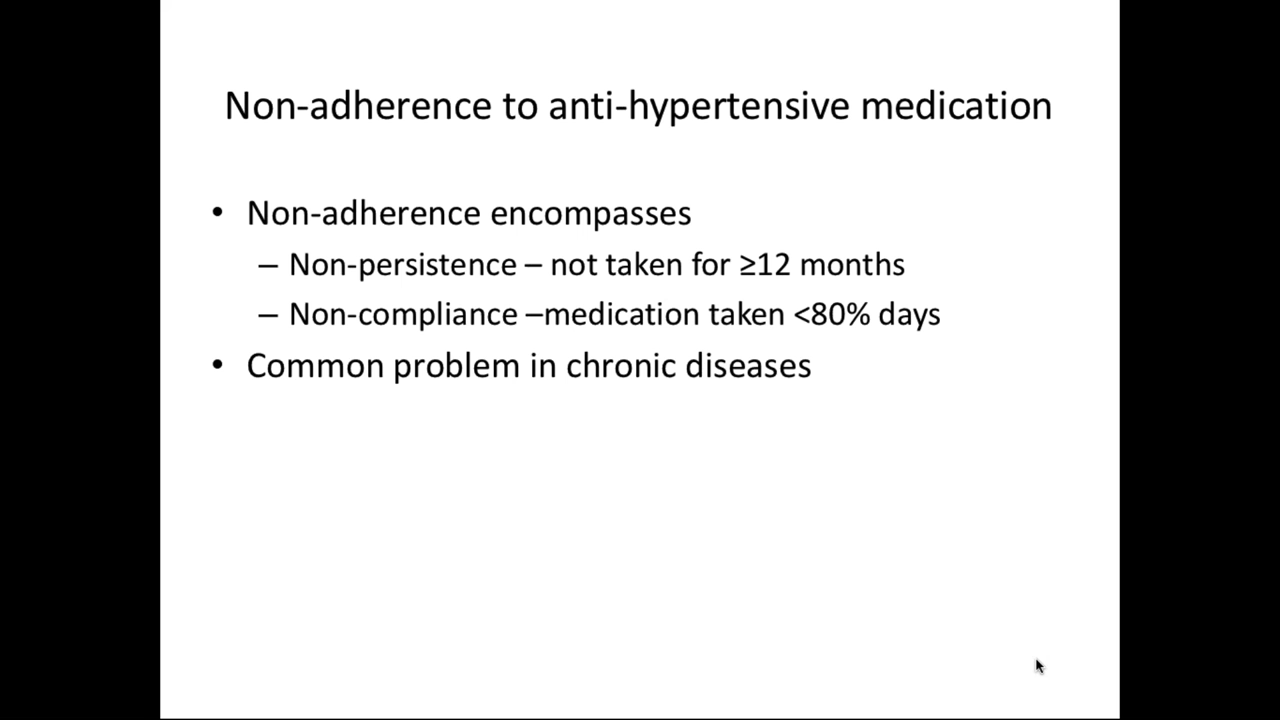 Non-adherence to anti-hypertensive medication
• Non-adherence encompasses
– Non-persistence – not taken for ≥12 months
– Non-compliance –medication taken <80% days
• Common problem in chronic diseases